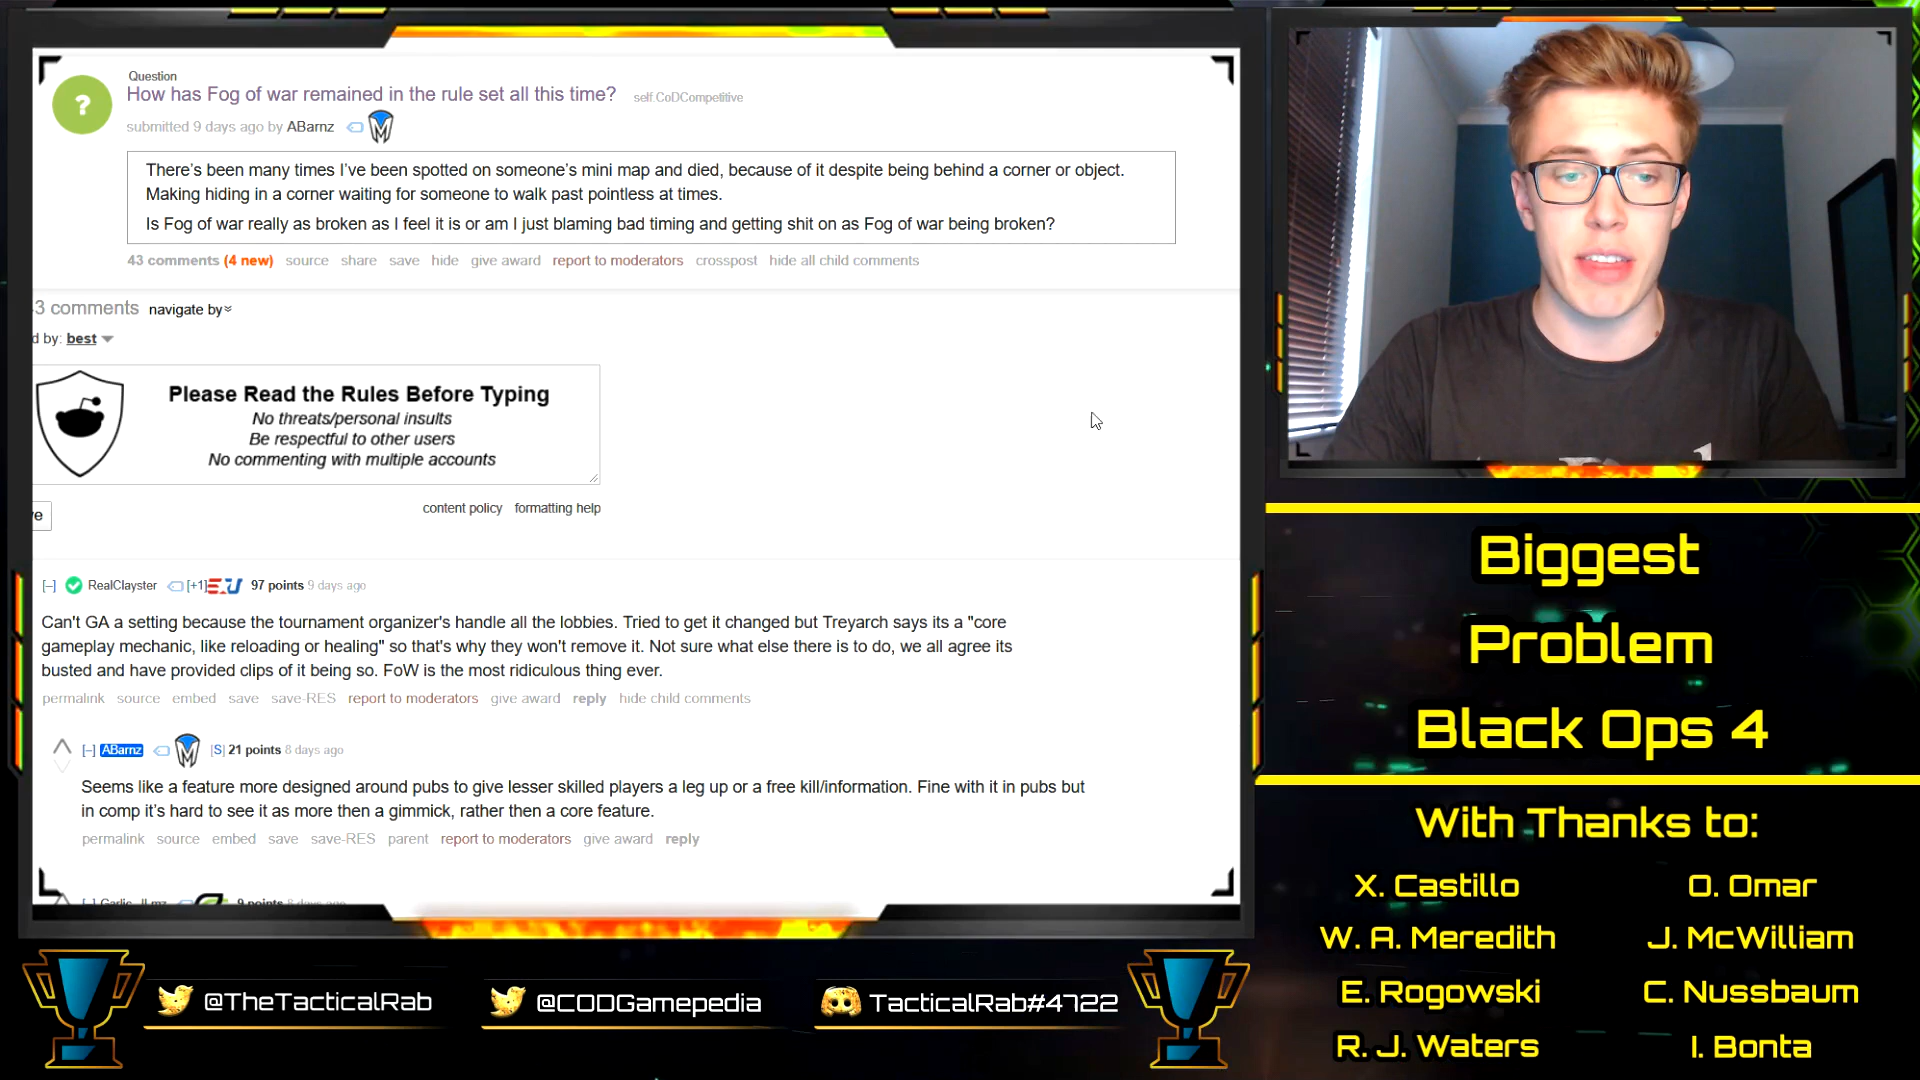 Question
How has Fog of war remained in the rule set all this time? self.CoDCompetitive
submitted 9 days ago by ABarnz
There's been many times I've been spotted on someone's mini map and died, because of it despite being behind a corner or object.
Making hiding in a corner waiting for someone to walk past pointless at times.
Is Fog of war really as broken as I feel it is or am I just blaming bad timing and getting shit on as Fog of war being broken?
43 comments (4 new) source share save hide give award report to moderators crosspost hide all child comments
3 comments navigate by
d by: best
Please Read the Rules Before Typing
No threats/personal insults
Be respectful to other users
No commenting with multiple accounts
content policy formatting help
ve
[–] RealClayster [+1] 97 points 9 days ago
Can't GA a setting because the tournament organizer's handle all the lobbies. Tried to get it changed but Treyarch says its a "core
gameplay mechanic, like reloading or healing" so that's why they won't remove it. Not sure what else there is to do, we all agree its
busted and have provided clips of it being so. FoW is the most ridiculous thing ever.
permalink source embed save save-RES report to moderators give award reply hide child comments
[–] ABarnz [S] 21 points 8 days ago
Seems like a feature more designed around pubs to give lesser skilled players a leg up or a free kill/information. Fine with it in pubs but
in comp it's hard to see it as more then a gimmick, rather then a core feature.
permalink source embed save save-RES parent report to moderators give award reply
9 points 8 days ago
Biggest
Problem
Black Ops 4
With Thanks to:
X. Castillo O. Omar
W. A. Meredith J. McWilliam
E. Rogowski C. Nussbaum
R. J. Waters I. Bonta
@TheTacticalRab @CODGamepedia TacticalRab#4722